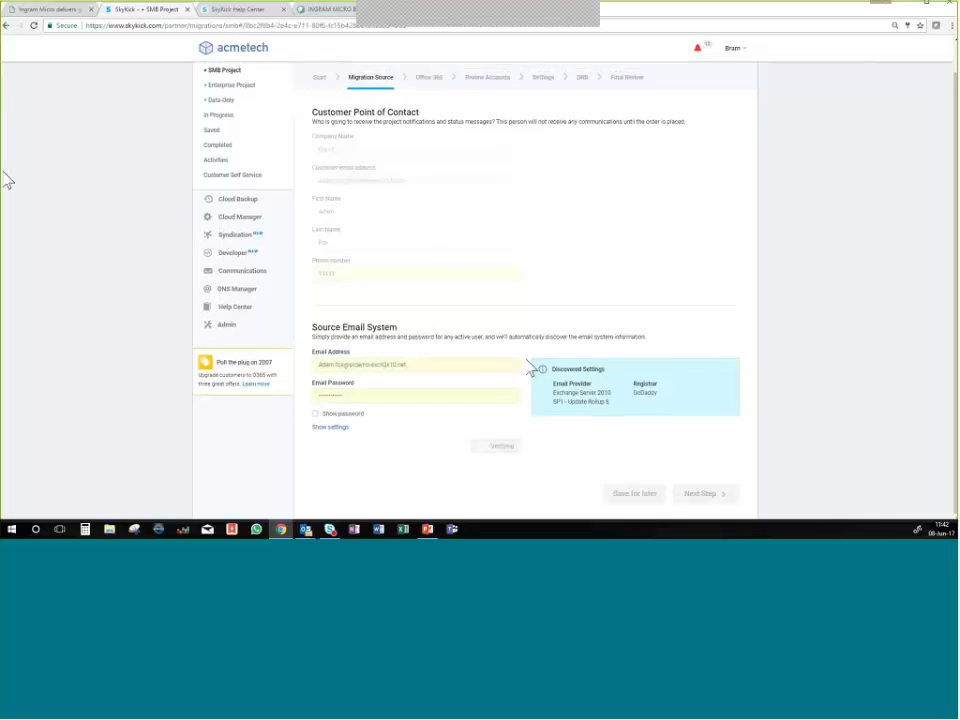 Ingram Micro delivers
SkyKick - + SMB Project
SkyKick Help Center
INGRAM MICRO B
Secure
acmetech
Bram
SMB Project
Enterprise Project
Data-Only
In Progress
Saved
Completed
Activities
Customer Self Service
Cloud Backup
Cloud Manager
Syndication NEW
Developer NEW
Communications
DNS Manager
Help Center
Admin
Pull the plug on 2007
Upgrade customers to O365 with
three great offers. Learn more
Start
Migration Source
Office 365
Review Accounts
Settings
SMB
Final Review
Customer Point of Contact
Who is going to receive the project notifications and status messages? This person will not receive any communications until the order is placed.
Company Name
Customer email address
First Name
Adam
Last Name
Fox
Phone number
11111
Source Email System
Simply provide an email address and password for any active user, and we'll automatically discover the email system information.
Email Address
Email Password
Show password
Show settings
Discovered Settings
Email Provider
Exchange Server 2010
SP1 - Update Rollup 6
Registrar
GoDaddy
Verifying
Save for later
Next Step
11:42
08-Jun-17